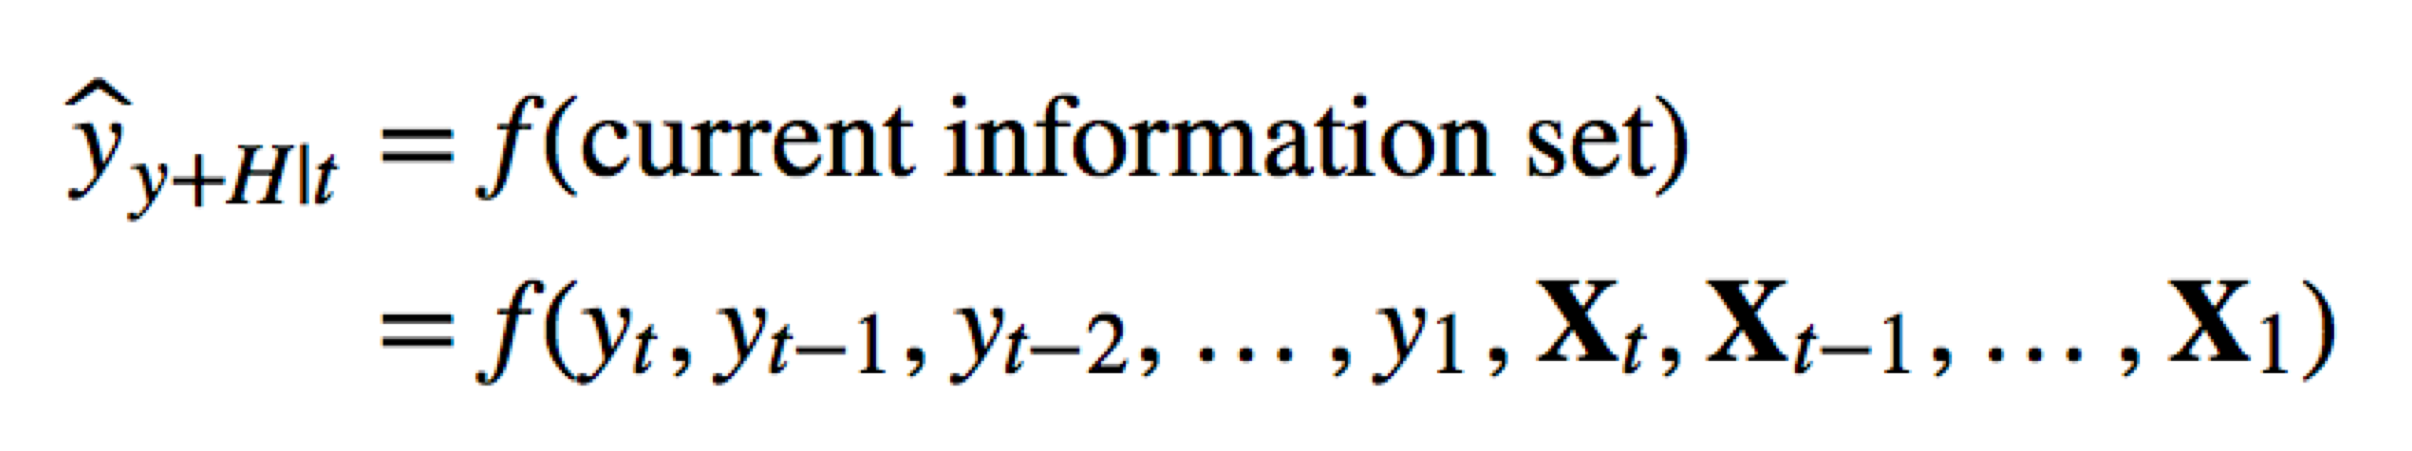 ŷ_{y+H|t} = f(current information set)
= f(y_t, y_{t−1}, y_{t−2}, …, y_1, 𝐗_t, 𝐗_{t−1}, …, 𝐗_1)